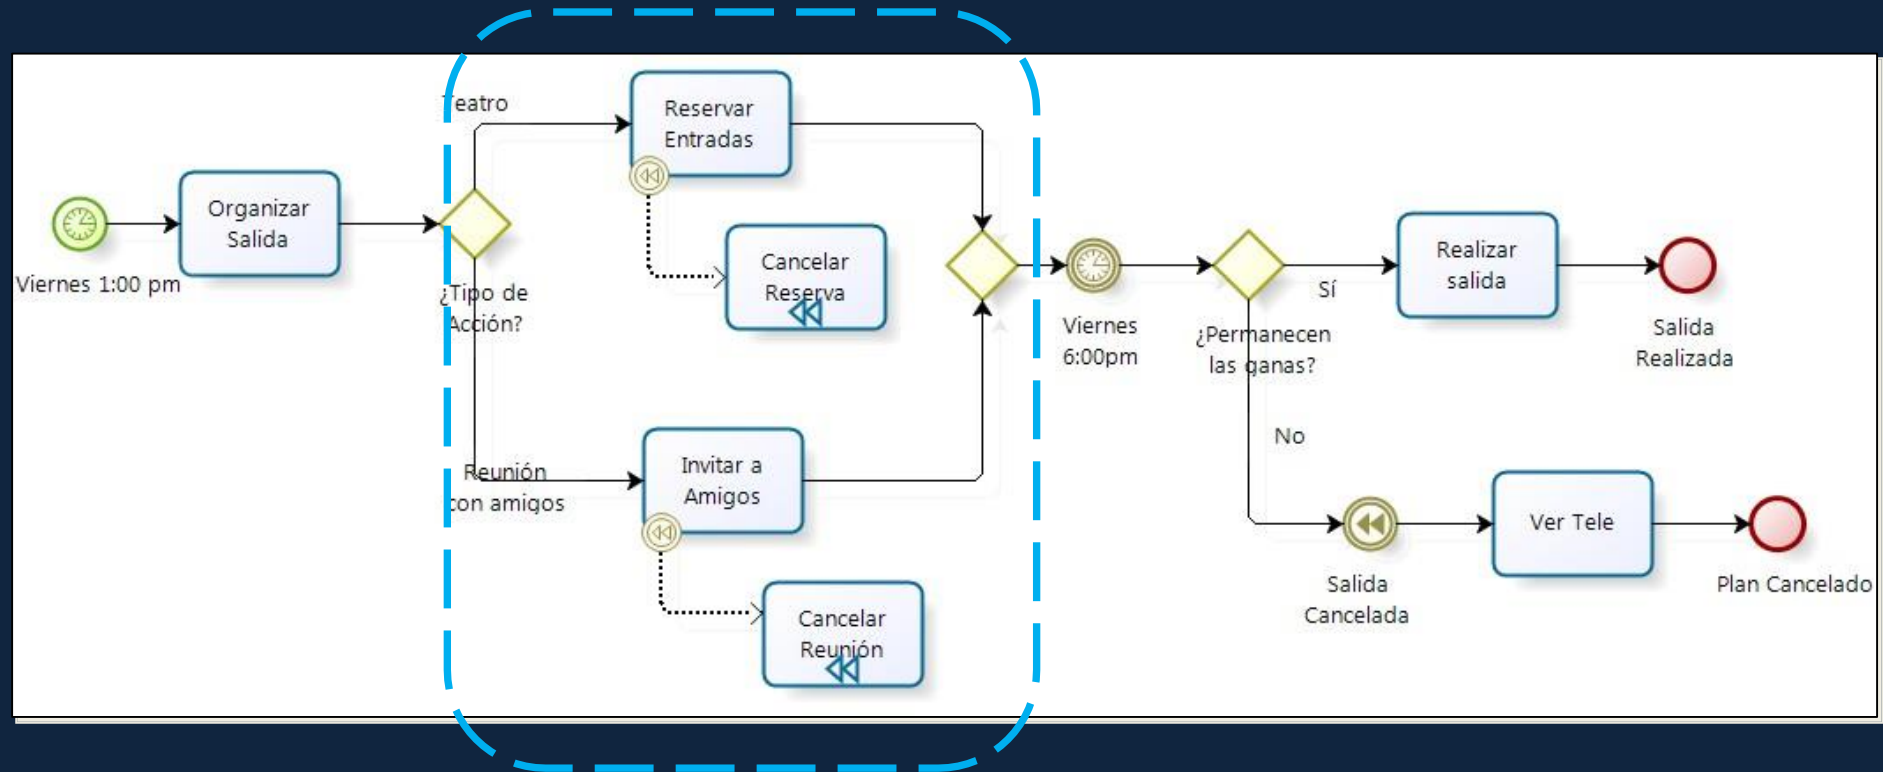 Viernes 1:00 pm
Organizar
Salida
¿Tipo de
Acción?
Teatro
Reservar
Entradas
Cancelar
Reserva
Reunión
con amigos
Invitar a
Amigos
Cancelar
Reunión
Viernes
6:00pm
¿Permanecen
las ganas?
Sí
Realizar
salida
Salida
Realizada
No
Salida
Cancelada
Ver Tele
Plan Cancelado